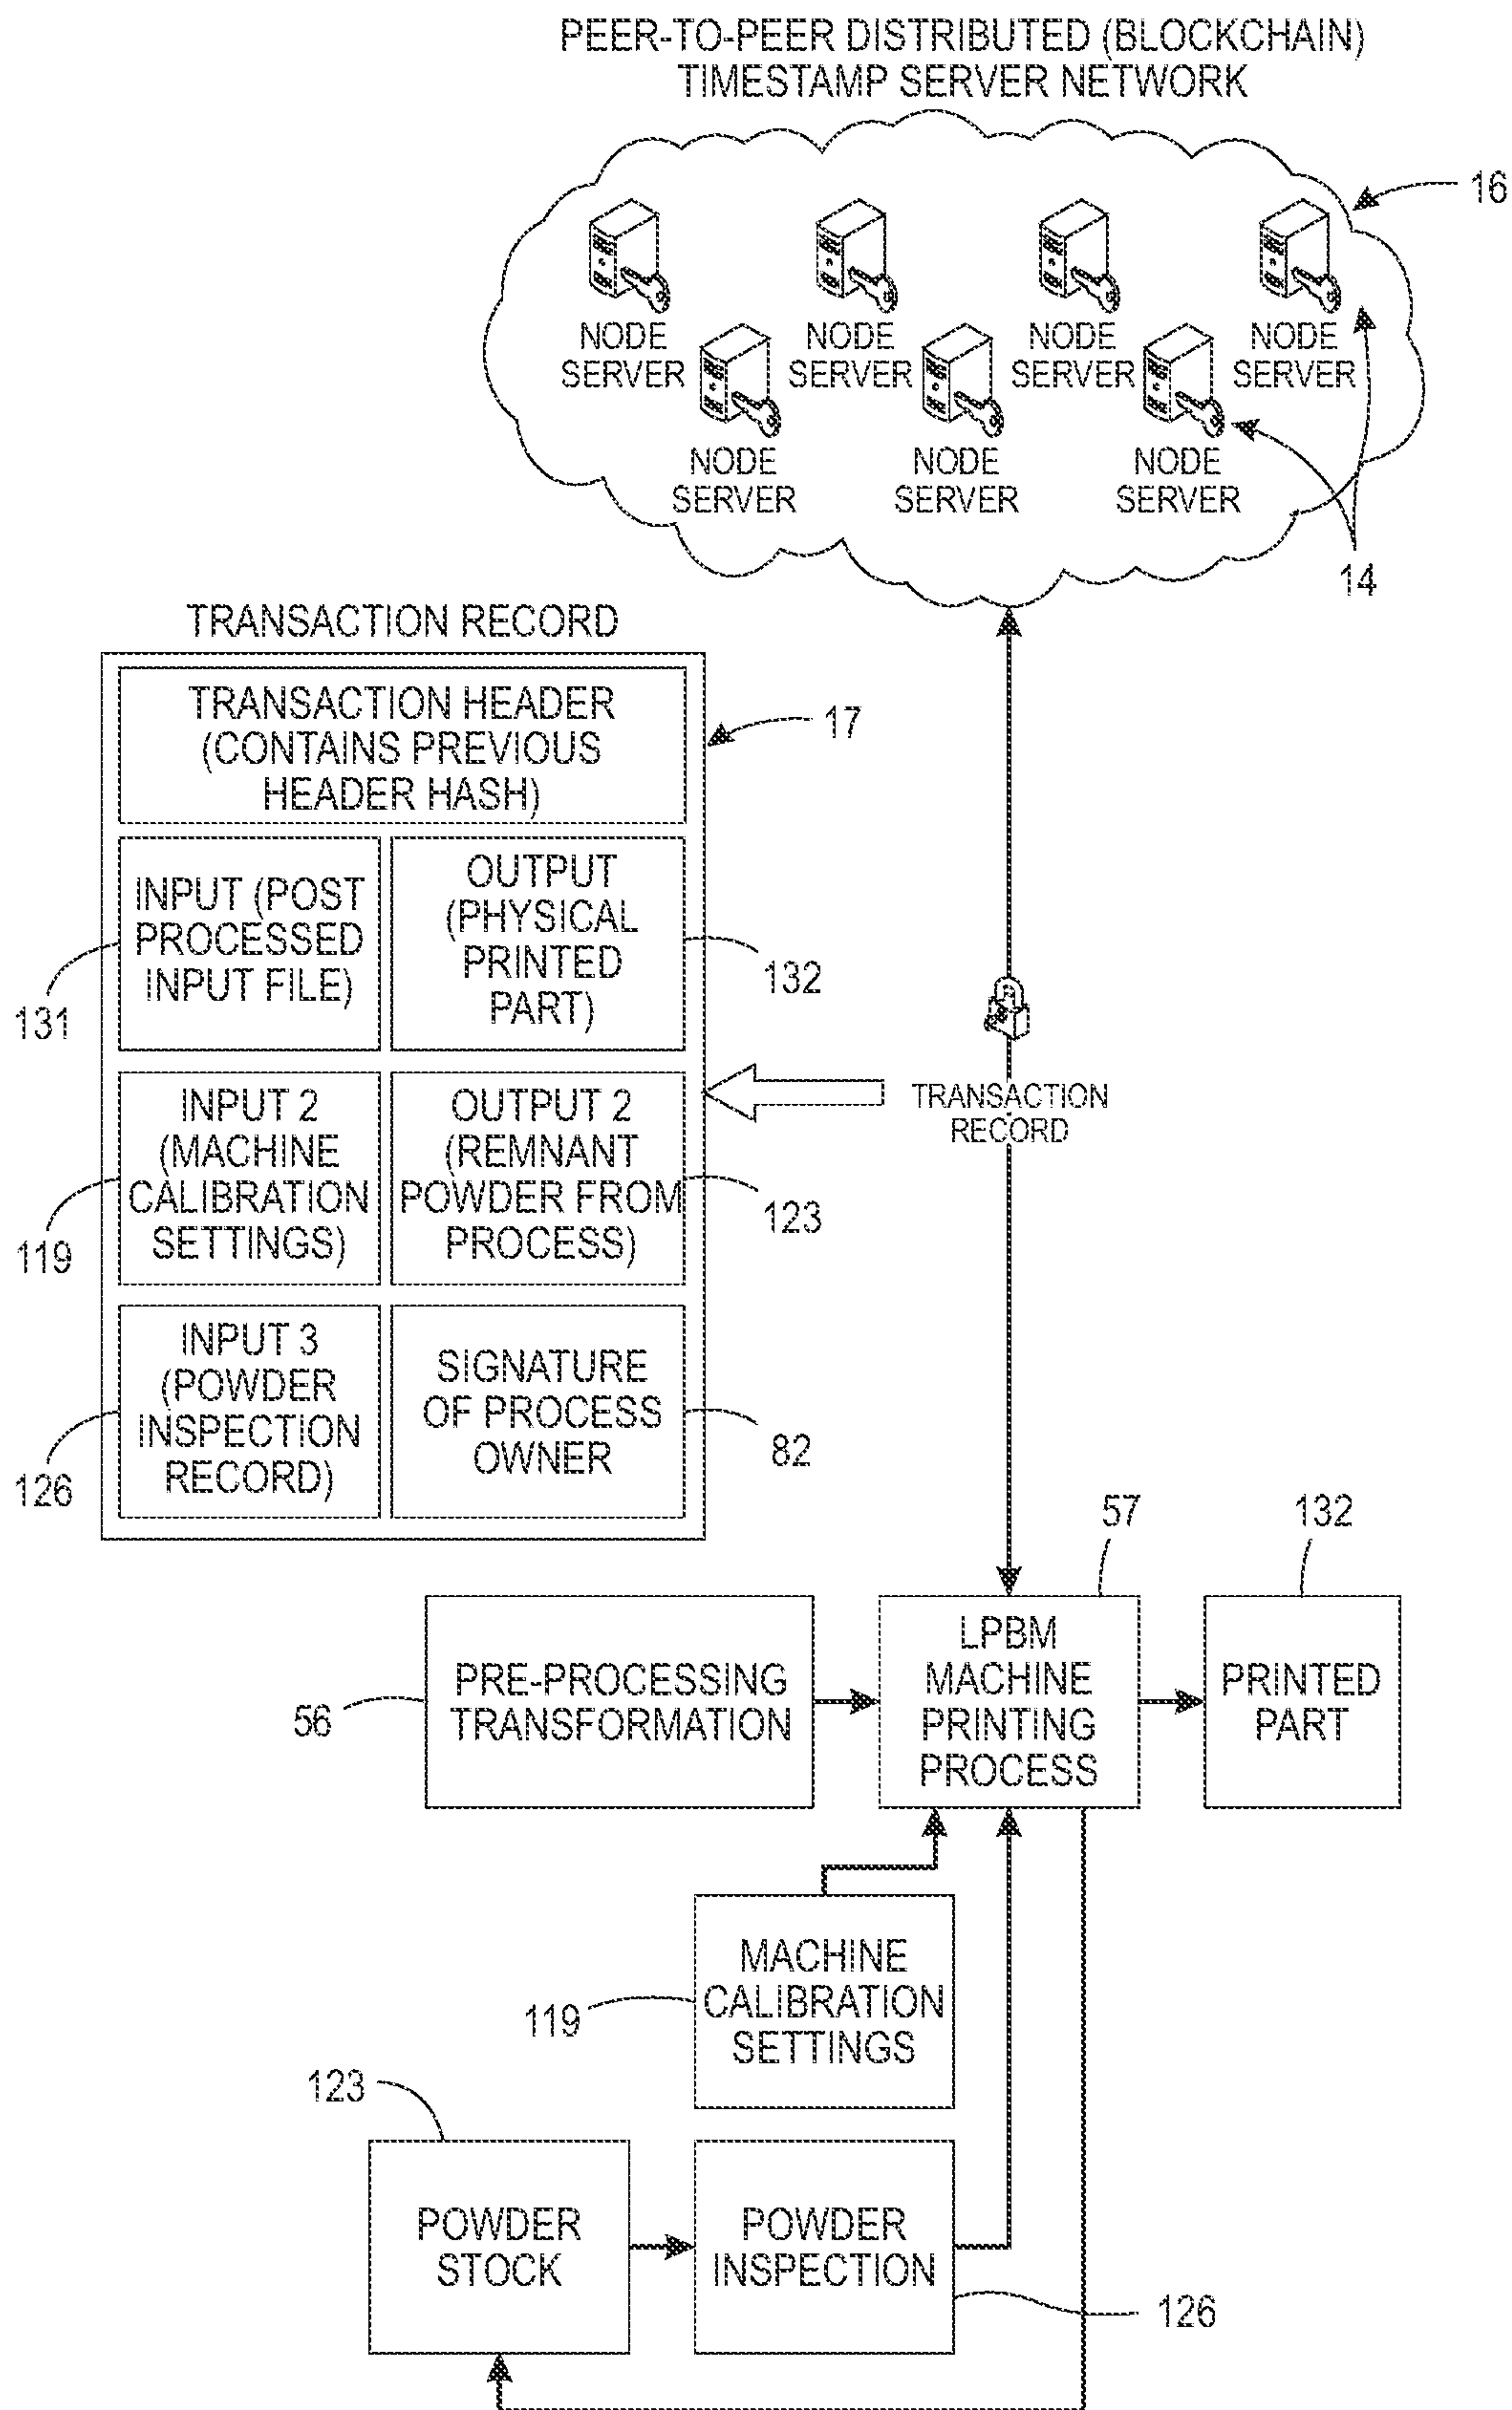 PEER-TO-PEER DISTRIBUTED (BLOCKCHAIN)
TIMESTAMP SERVER NETWORK
16
NODE
SERVER
NODE
SERVER
NODE
SERVER
NODE
SERVER
NODE
SERVER
NODE
SERVER
NODE
SERVER
14
TRANSACTION RECORD
TRANSACTION HEADER
(CONTAINS PREVIOUS
HEADER HASH)
17
INPUT (POST
PROCESSED
INPUT FILE)
131
OUTPUT
(PHYSICAL
PRINTED
PART)
132
INPUT 2
(MACHINE
CALIBRATION
SETTINGS)
119
OUTPUT 2
(REMNANT
POWDER FROM
PROCESS)
123
TRANSACTION
RECORD
INPUT 3
(POWDER
INSPECTION
RECORD)
126
SIGNATURE
OF PROCESS
OWNER
82
57
132
PRE-PROCESSING
TRANSFORMATION
56
LPBM
MACHINE
PRINTING
PROCESS
PRINTED
PART
MACHINE
CALIBRATION
SETTINGS
119
123
POWDER
STOCK
POWDER
INSPECTION
126